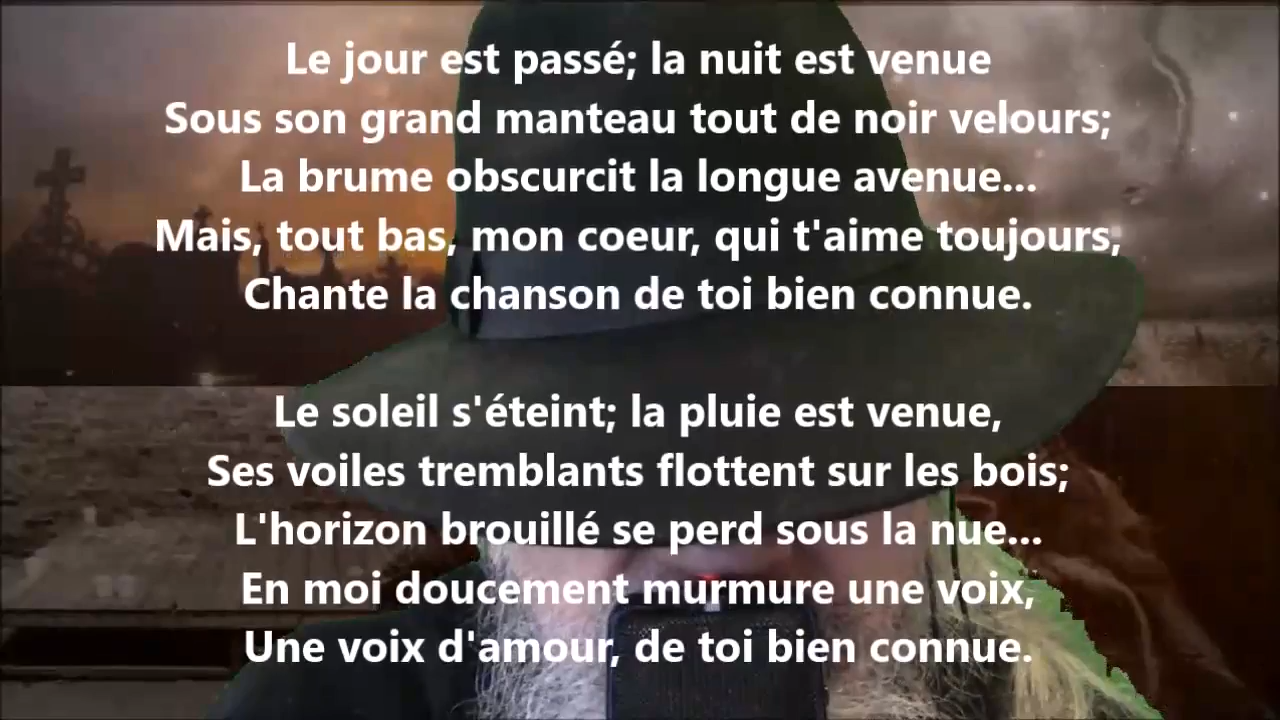 Le jour est passé; la nuit est venue
Sous son grand manteau tout de noir velours;
La brume obscurcit la longue avenue...
Mais, tout bas, mon coeur, qui t'aime toujours,
Chante la chanson de toi bien connue.
Le soleil s'éteint; la pluie est venue,
Ses voiles tremblants flottent sur les bois;
L'horizon brouillé se perd sous la nue...
En moi doucement murmure une voix,
Une voix d'amour, de toi bien connue.